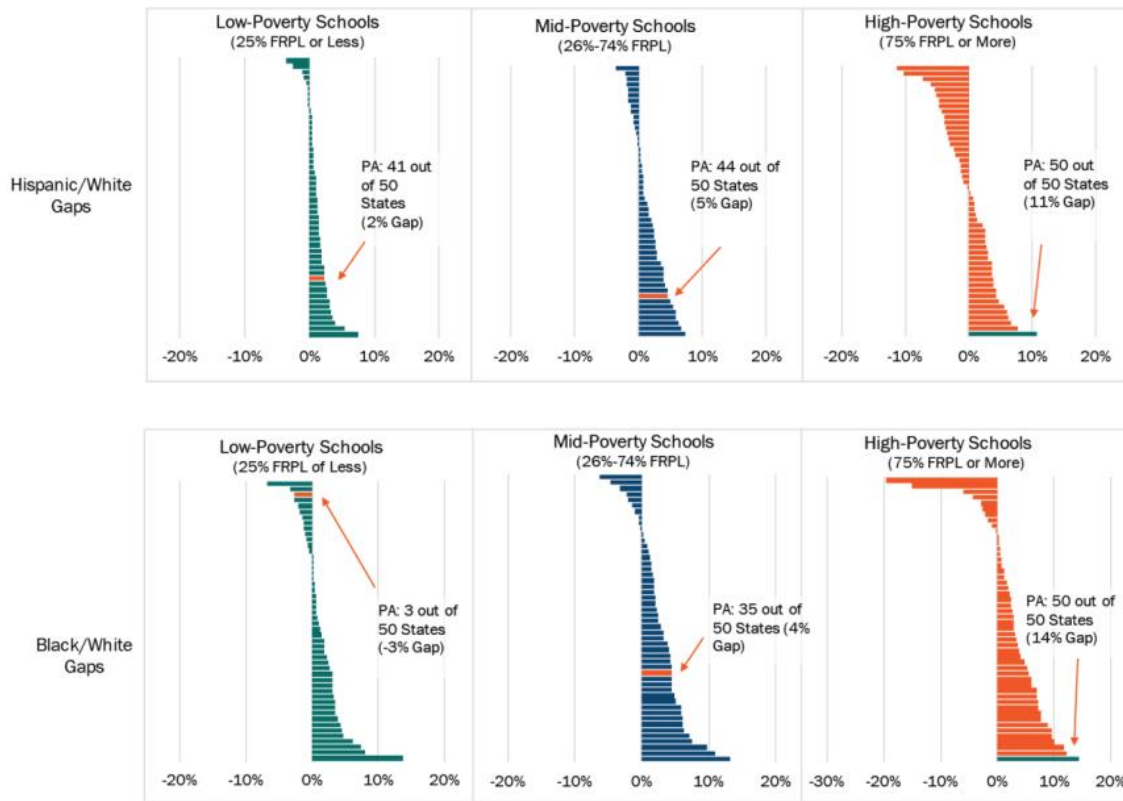 Low-Poverty Schools
(25% FRPL or Less)
Mid-Poverty Schools
(26%-74% FRPL)
High-Poverty Schools
(75% FRPL or More)
Hispanic/White
Gaps
PA: 41 out
of 50
States
(2% Gap)
PA: 44 out of
50 States
(5% Gap)
PA: 50 out
of 50 States
(11% Gap)
-20%
-10%
0%
10%
20%
-20%
-10%
0%
10%
20%
-20%
-10%
0%
10%
20%
Low-Poverty Schools
(25% FRPL of Less)
Mid-Poverty Schools
(26%-74% FRPL)
High-Poverty Schools
(75% FRPL or More)
Black/White
Gaps
PA: 3 out of
50 States
(-3% Gap)
PA: 35 out of
50 States (4%
Gap)
PA: 50 out of
50 States
(14% Gap)
-20%
-10%
0%
10%
20%
-20%
-10%
0%
10%
20%
-30%
-20%
-10%
0%
10%
20%